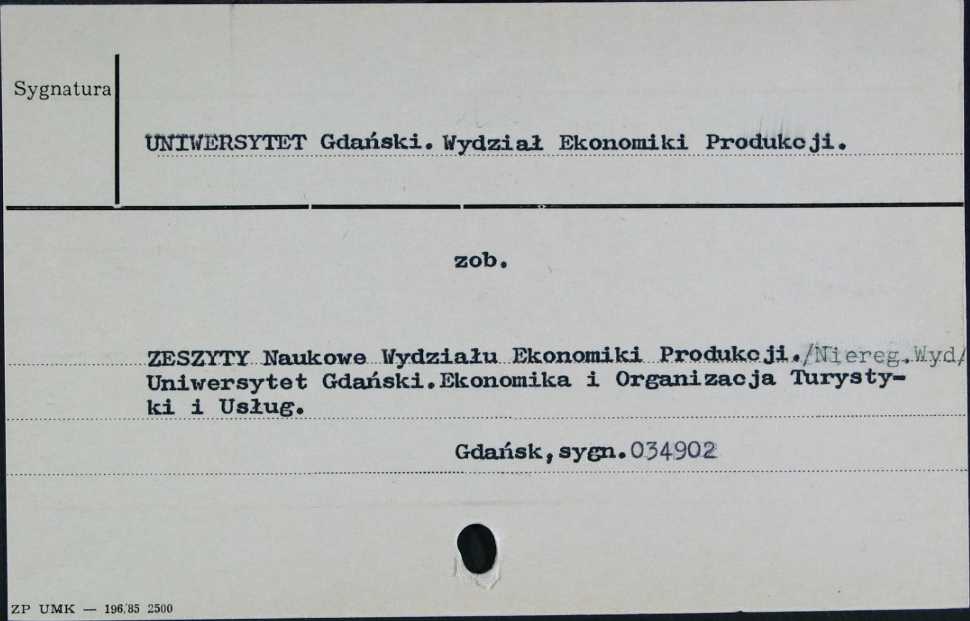 Sygnatura
UNIWERSYTET Gdański. Wydział Ekonomiki Produkcji.
zob.
ZESZYTY Naukowe Wydziału Ekonomiki Produkcji./Niereg.Wyd/
Uniwersytet Gdański.Ekonomika i Organizacja Turysty-
ki i Usług.
Gdańsk,sygn.034902
ZP UMK — 196/85 2500